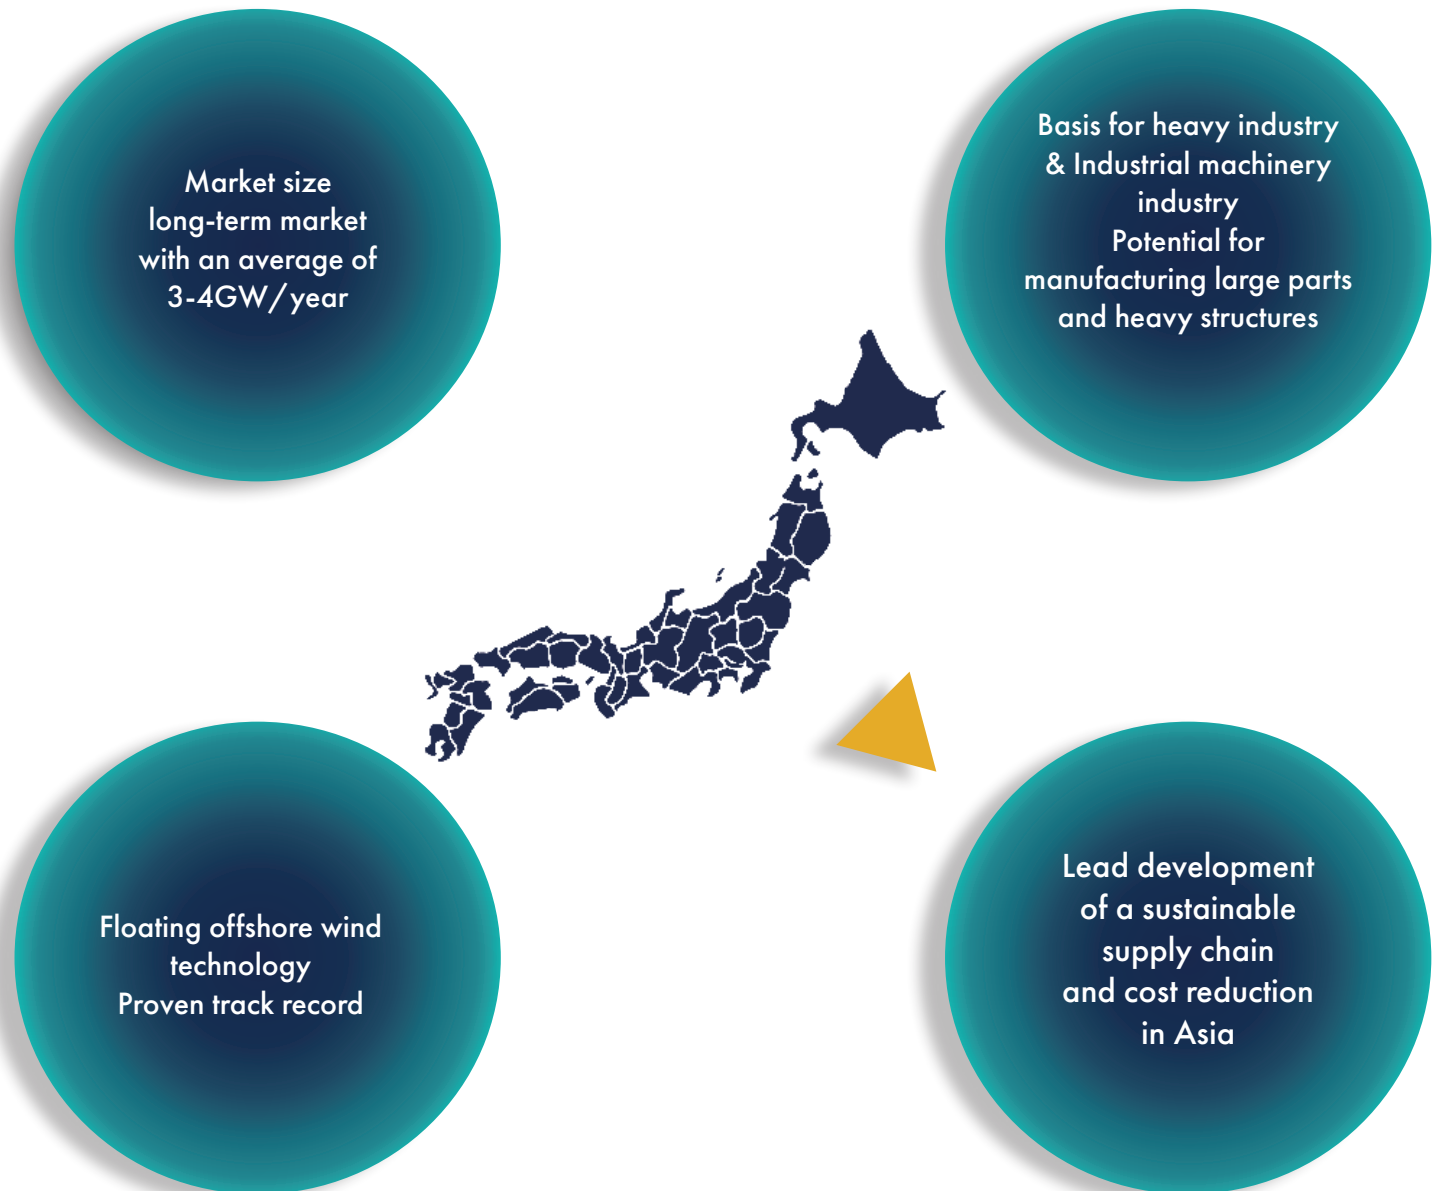 Market size
long-term market
with an average of
3-4GW/year
Basis for heavy industry
& Industrial machinery
industry
Potential for
manufacturing large parts
and heavy structures
Floating offshore wind
technology
Proven track record
Lead development
of a sustainable
supply chain
and cost reduction
in Asia